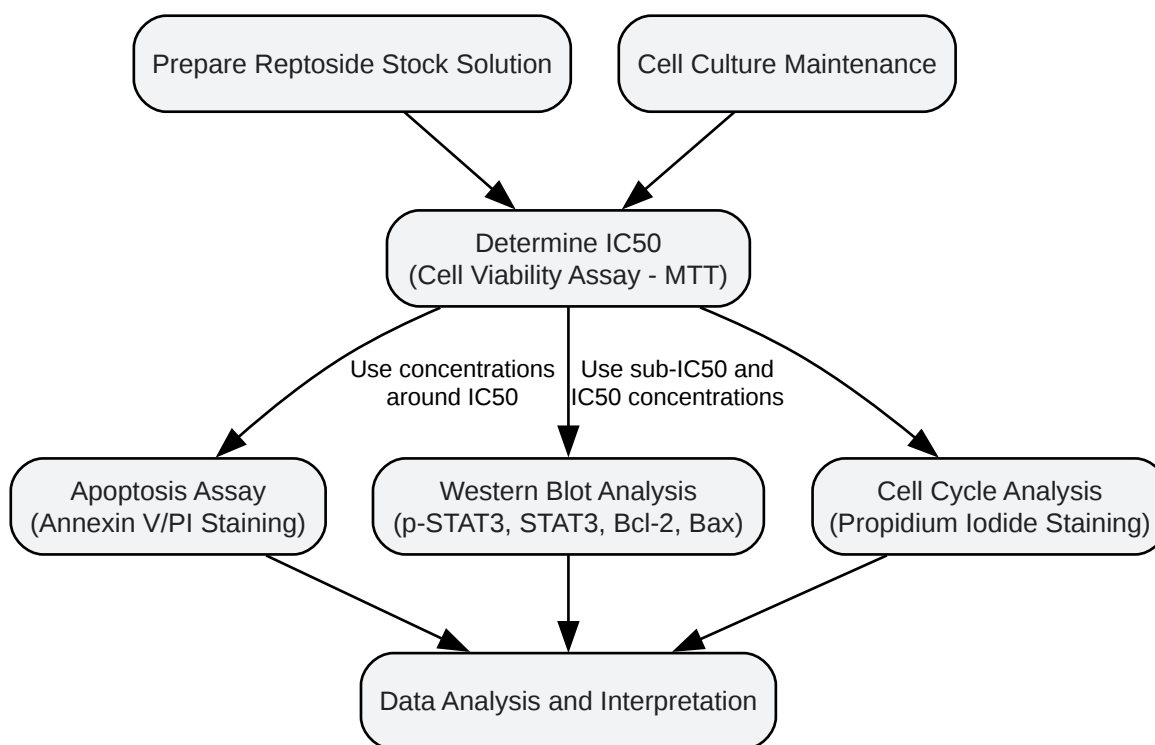 Prepare Reptoside Stock Solution
Cell Culture Maintenance
Determine IC50
(Cell Viability Assay - MTT)
Use concentrations
around IC50
Use sub-IC50 and
IC50 concentrations
Apoptosis Assay
(Annexin V/PI Staining)
Western Blot Analysis
(p-STAT3, STAT3, Bcl-2, Bax)
Cell Cycle Analysis
(Propidium Iodide Staining)
Data Analysis and Interpretation